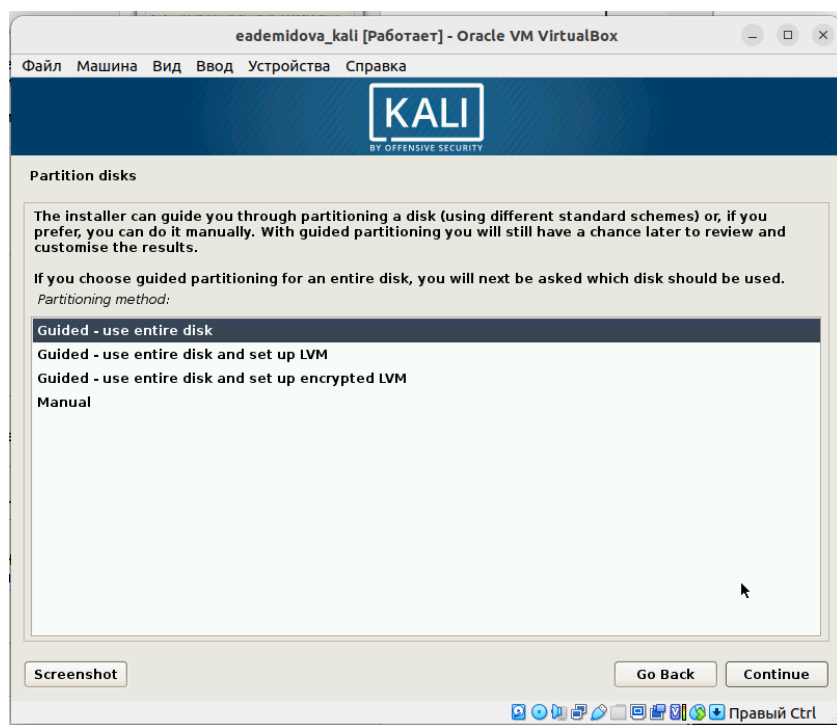 eademidova_kali [Работает] - Oracle VM VirtualBox
Файл Машина Вид Ввод Устройства Справка
KALI
BY OFFENSIVE SECURITY
Partition disks
The installer can guide you through partitioning a disk (using different standard schemes) or, if you
prefer, you can do it manually. With guided partitioning you will still have a chance later to review and
customise the results.
If you choose guided partitioning for an entire disk, you will next be asked which disk should be used.
Partitioning method:
Guided - use entire disk
Guided - use entire disk and set up LVM
Guided - use entire disk and set up encrypted LVM
Manual
Screenshot
Go Back Continue
Правый Ctrl